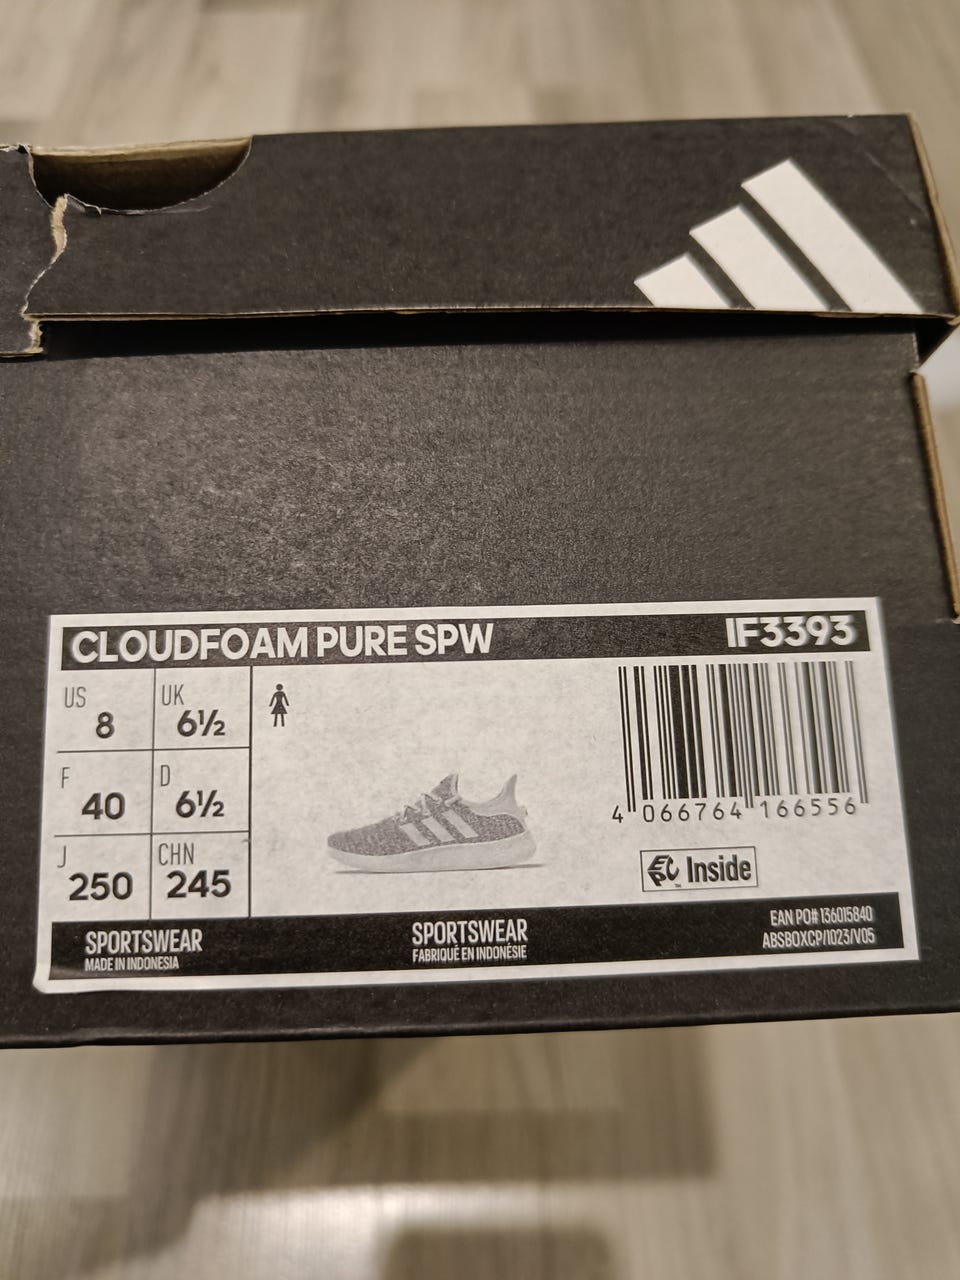 CLOUDFOAM PURE SPW IF3393
US 8 UK 6½
F 40 D 6½
J 250 CHN 245
4 066764 166556
EPC™ Inside
SPORTSWEAR
MADE IN INDONESIA
SPORTSWEAR
FABRIQUÉ EN INDONÉSIE
EAN PO# 136015840
ABSBOXCP/1023/V05